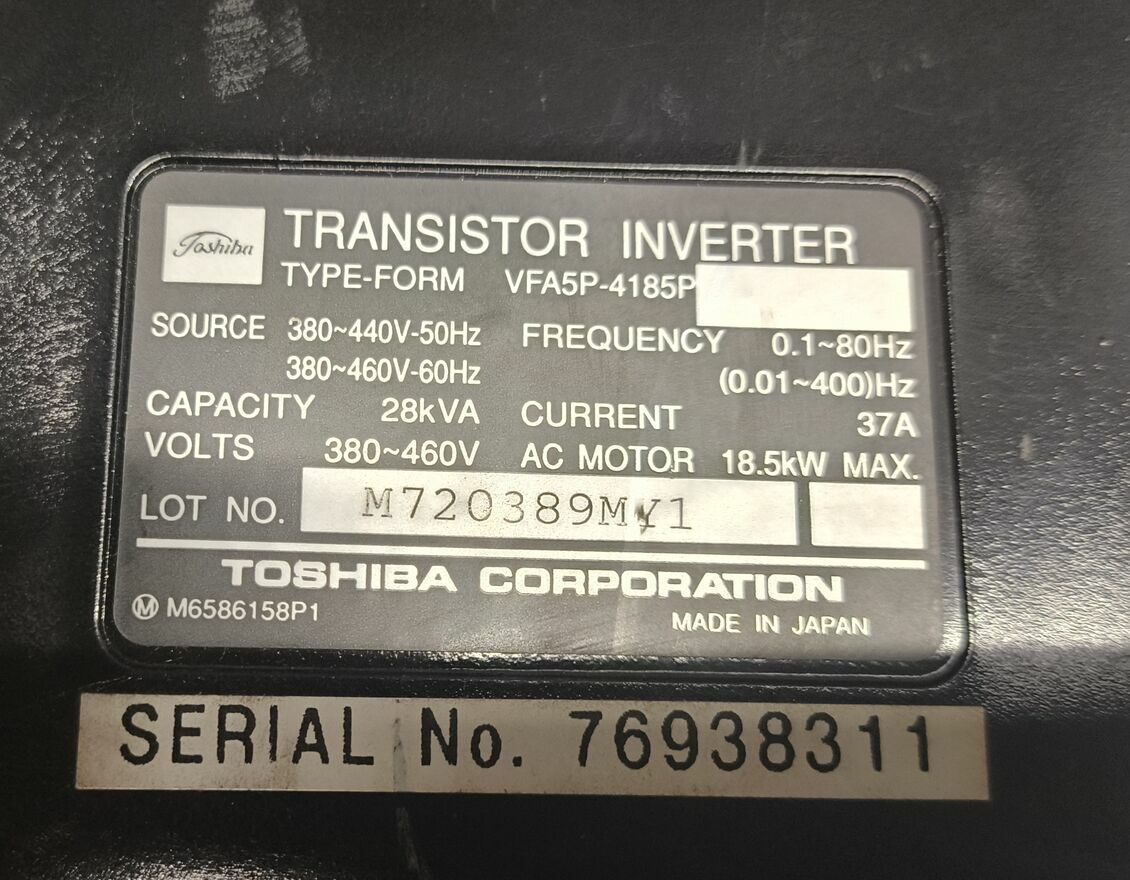 Toshiba
TRANSISTOR INVERTER
TYPE-FORM VFA5P-4185P
SOURCE 380~440V-50Hz FREQUENCY 0.1~80Hz
380~460V-60Hz (0.01~400)Hz
CAPACITY 28kVA CURRENT 37A
VOLTS 380~460V AC MOTOR 18.5kW MAX.
LOT NO. M720389MY1
TOSHIBA CORPORATION
Ⓜ M6586158P1 MADE IN JAPAN
SERIAL No. 76938311